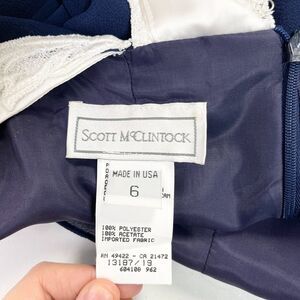 SCOTT McCLINTOCK
MADE IN USA
6
100% POLYESTER
100% ACETATE
IMPORTED FABRIC
RN 49422 - CA 21472
13187/19
604108 962